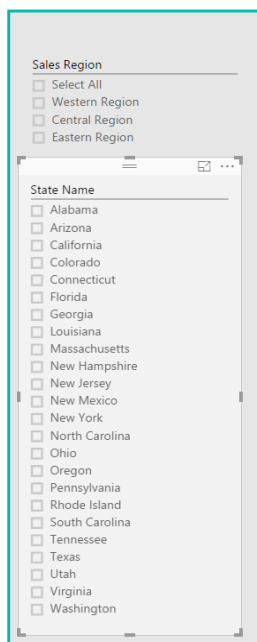 Sales Region
Select All
Western Region
Central Region
Eastern Region
State Name
Alabama
Arizona
California
Colorado
Connecticut
Florida
Georgia
Louisiana
Massachusetts
New Hampshire
New Jersey
New Mexico
New York
North Carolina
Ohio
Oregon
Pennsylvania
Rhode Island
South Carolina
Tennessee
Texas
Utah
Virginia
Washington